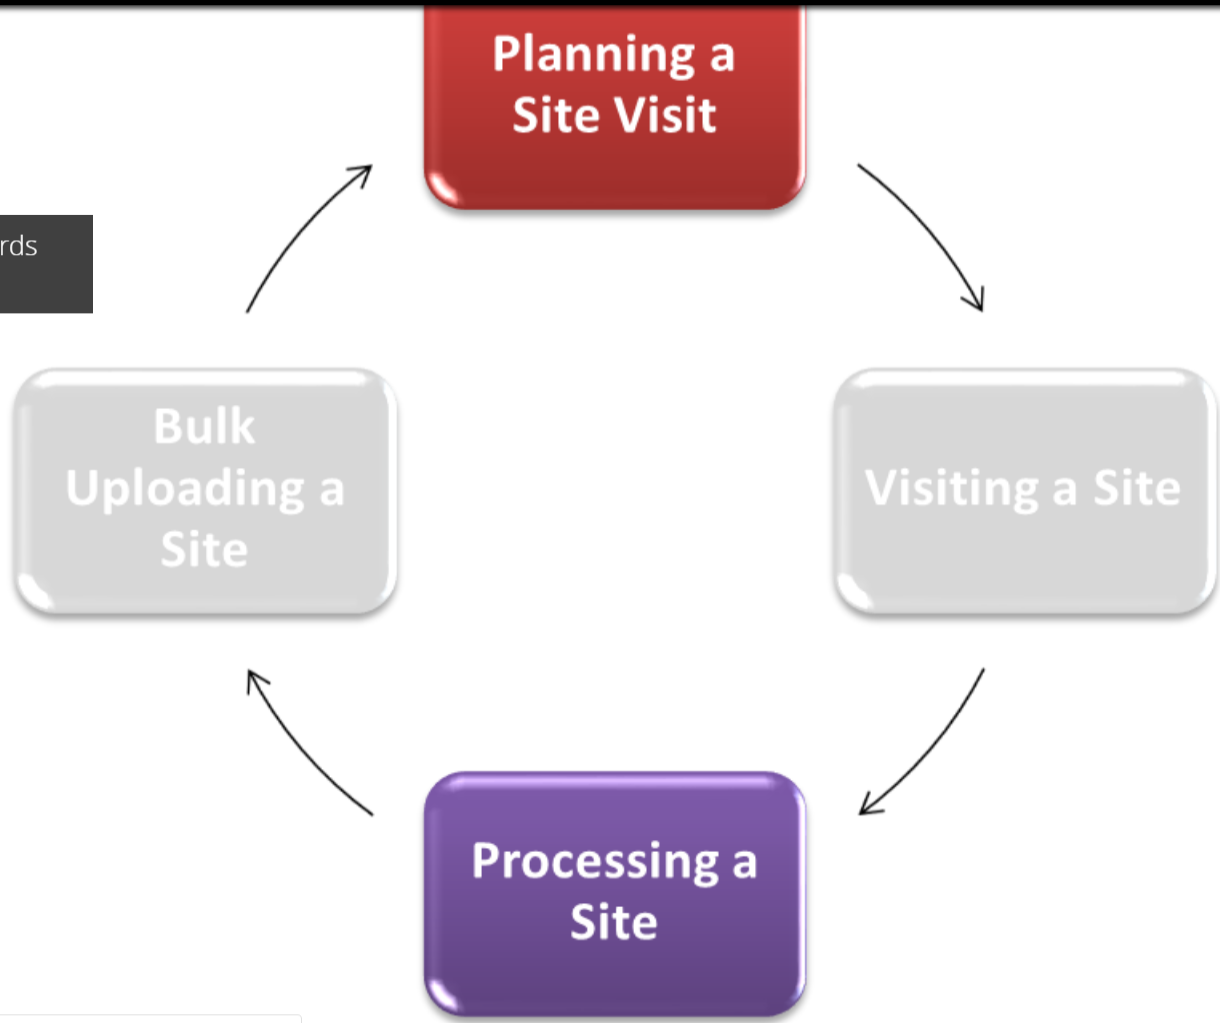 Planning a
Site Visit
rds
Bulk
Uploading a
Site
Visiting a Site
Processing a
Site